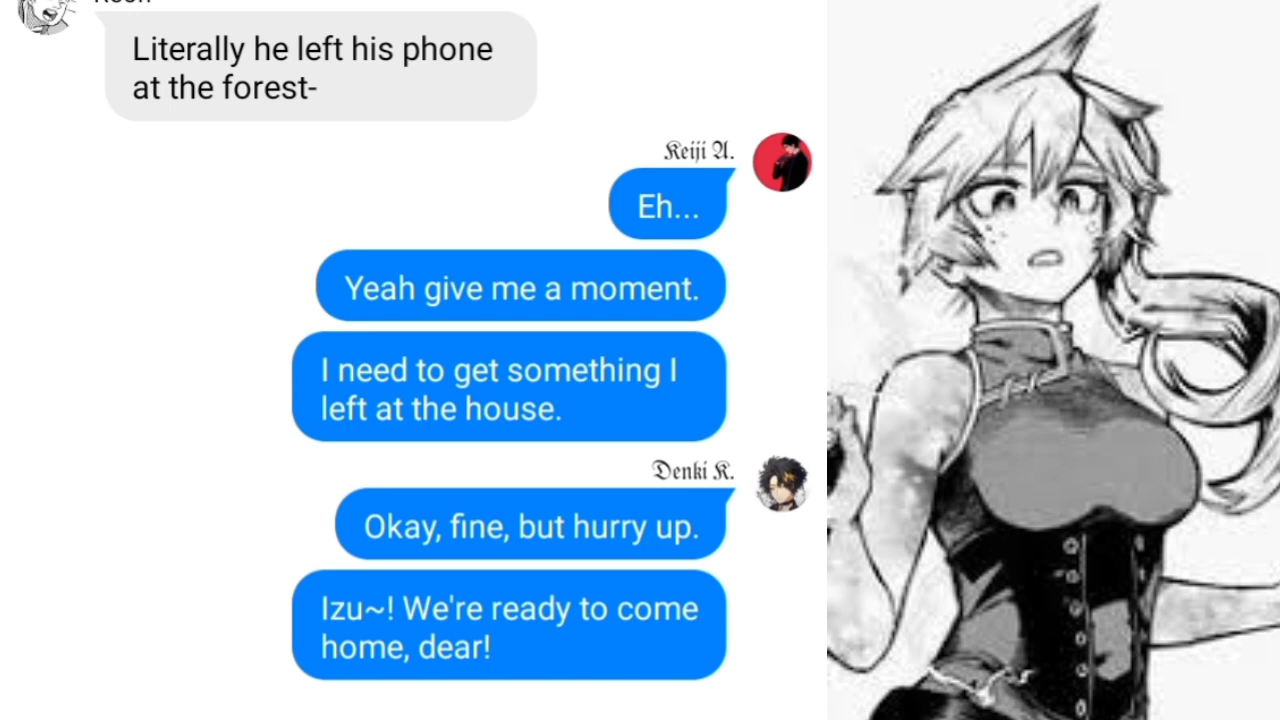 Literally he left his phone
at the forest-
Keiji A.
Eh...
Yeah give me a moment.
I need to get something I
left at the house.
Denki K.
Okay, fine, but hurry up.
Izu~! We're ready to come
home, dear!